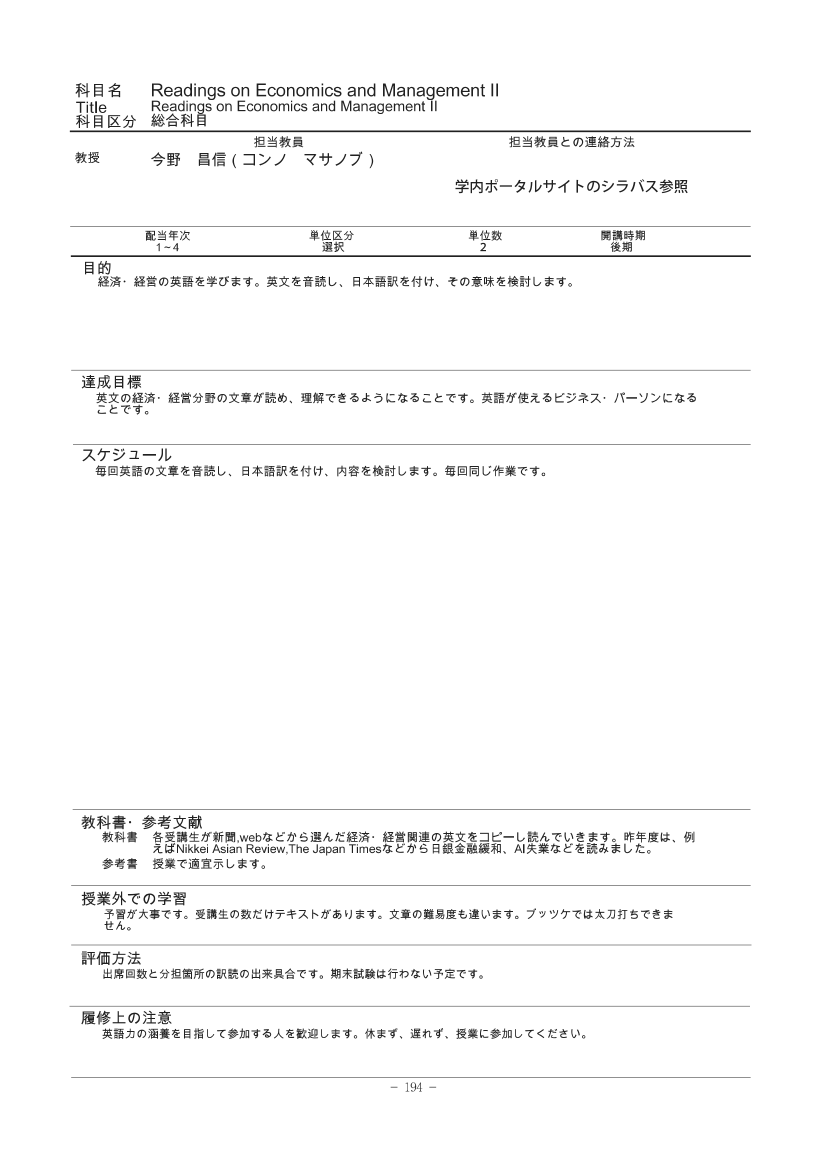 科目名 Readings on Economics and Management II
Title Readings on Economics and Management II
科目区分 総合科目
担当教員 担当教員との連絡方法
教授 今野 昌信(コンノ マサノブ)
学内ポータルサイトのシラバス参照
配当年次 単位区分 単位数 開講時期
1~4 選択 2 後期
目的
経済・経営の英語を学びます。英文を音読し、日本語訳を付け、その意味を検討します。
達成目標
英文の経済・経営分野の文章が読め、理解できるようになることです。英語が使えるビジネス・パーソンになる
ことです。
スケジュール
毎回英語の文章を音読し、日本語訳を付け、内容を検討します。毎回同じ作業です。
教科書・参考文献
教科書 各受講生が新聞,webなどから選んだ経済・経営関連の英文をコピーし読んでいきます。昨年度は、例
えばNikkei Asian Review,The Japan Timesなどから日銀金融緩和、AI失業などを読みました。
参考書 授業で適宜示します。
授業外での学習
予習が大事です。受講生の数だけテキストがあります。文章の難易度も違います。ブッツケでは太刀打ちできま
せん。
評価方法
出席回数と分担箇所の訳読の出来具合です。期末試験は行わない予定です。
履修上の注意
英語力の涵養を目指して参加する人を歓迎します。休まず、遅れず、授業に参加してください。
- 194 -